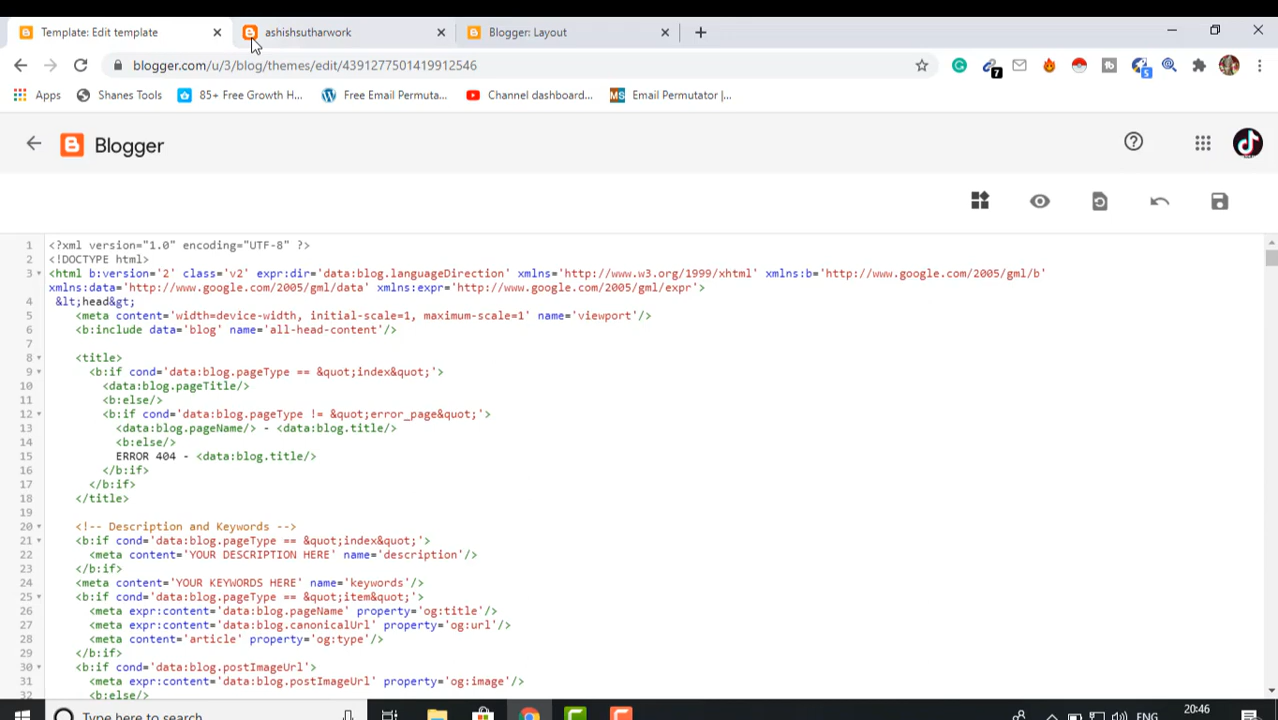 Template: Edit template
ashishsutharwork
Blogger: Layout
blogger.com/u/3/blog/themes/edit/4391277501419912546
7
5
Apps
Shanes Tools
85+ Free Growth H...
Free Email Permuta...
Channel dashboard...
MS
Email Permutator |...
Blogger
1 <?xml version="1.0" encoding="UTF-8" ?>
2 <!DOCTYPE html>
3 <html b:version='2' class='v2' expr:dir='data:blog.languageDirection' xmlns='http://www.w3.org/1999/xhtml' xmlns:b='http://www.google.com/2005/gml/b'
xmlns:data='http://www.google.com/2005/gml/data' xmlns:expr='http://www.google.com/2005/gml/expr'>
4 &lt;head&gt;
5 <meta content='width=device-width, initial-scale=1, maximum-scale=1' name='viewport'/>
6 <b:include data='blog' name='all-head-content'/>
7
8 <title>
9 <b:if cond='data:blog.pageType == &quot;index&quot;'>
10 <data:blog.pageTitle/>
11 <b:else/>
12 <b:if cond='data:blog.pageType != &quot;error_page&quot;'>
13 <data:blog.pageName/> - <data:blog.title/>
14 <b:else/>
15 ERROR 404 - <data:blog.title/>
16 </b:if>
17 </b:if>
18 </title>
19
20 <!-- Description and Keywords -->
21 <b:if cond='data:blog.pageType == &quot;index&quot;'>
22 <meta content='YOUR DESCRIPTION HERE' name='description'/>
23 </b:if>
24 <meta content='YOUR KEYWORDS HERE' name='keywords'/>
25 <b:if cond='data:blog.pageType == &quot;item&quot;'>
26 <meta expr:content='data:blog.pageName' property='og:title'/>
27 <meta expr:content='data:blog.canonicalUrl' property='og:url'/>
28 <meta content='article' property='og:type'/>
29 </b:if>
30 <b:if cond='data:blog.postImageUrl'>
31 <meta expr:content='data:blog.postImageUrl' property='og:image'/>
32 <b:else/>
Type here to search
ENG
20:46